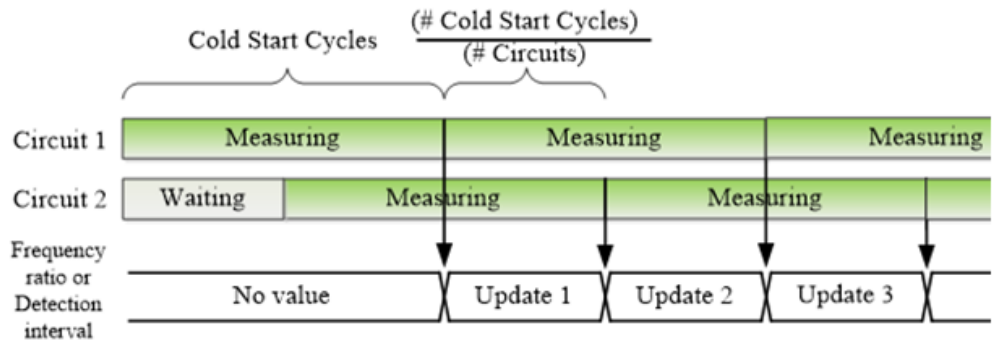 Cold Start Cycles
(# Cold Start Cycles)
(# Circuits)
Circuit 1
Measuring
Measuring
Measuring
Circuit 2
Waiting
Measuring
Measuring
Frequency
ratio or
Detection
interval
No value
Update 1
Update 2
Update 3